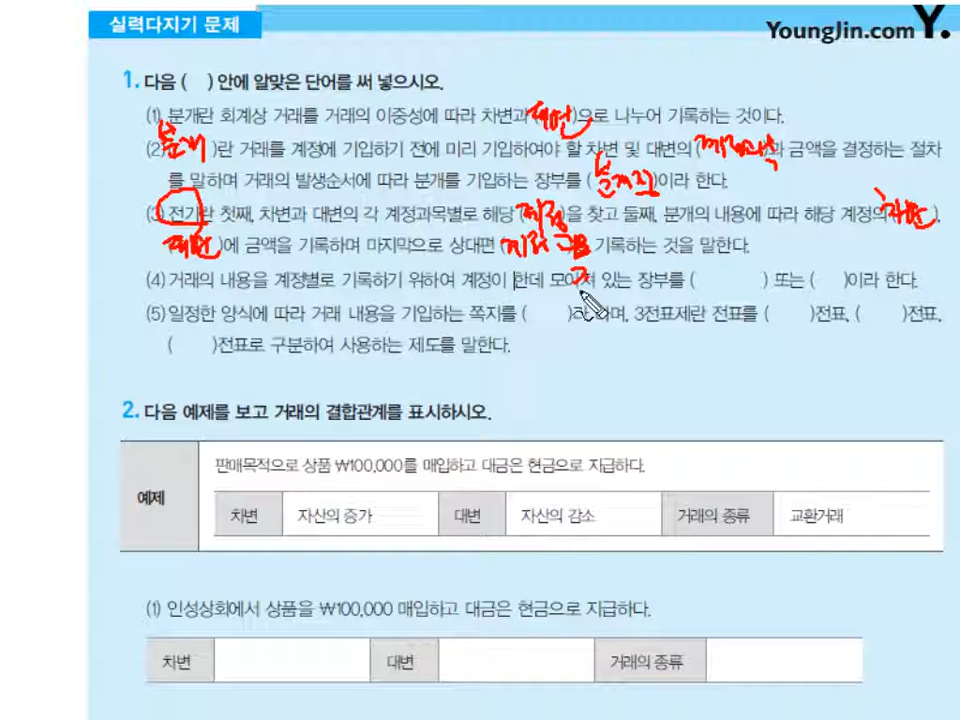 실력다지기 문제
YoungJin.com Y.
1. 다음 ( ) 안에 알맞은 단어를 써 넣으시오.
(1) 분개란 회계상 거래를 거래의 이중성에 따라 차변과 대변)으로 나누어 기록하는 것이다.
(2) 분개 )란 거래를 계정에 기입하기 전에 미리 기입하여야 할 차변 및 대변의 (계정과목)과 금액을 결정하는 절차
를 말하며 거래의 발생순서에 따라 분개를 기입하는 장부를 ( 분개장 )이라 한다.
(3) 전기란 첫째, 차변과 대변의 각 계정과목별로 해당 ( 계정 )을 찾고 둘째, 분개의 내용에 따라 해당 계정의 ( 차변 ),
대변 )에 금액을 기록하며 마지막으로 상대편 계정과목 기록하는 것을 말한다.
(4) 거래의 내용을 계정별로 기록하기 위하여 계정이 한데 모아져 있는 장부를 ( ) 또는 ( )이라 한다.
(5) 일정한 양식에 따라 거래 내용을 기입하는 쪽지를 ( )라 하며, 3전표제란 전표를 ( )전표, ( )전표,
( )전표로 구분하여 사용하는 제도를 말한다.
2. 다음 예제를 보고 거래의 결합관계를 표시하시오.
예제
판매목적으로 상품 ₩100,000를 매입하고 대금은 현금으로 지급하다.
차변 자산의 증가 대변 자산의 감소 거래의 종류 교환거래
(1) 인성상회에서 상품을 ₩100,000 매입하고 대금은 현금으로 지급하다.
차변 대변 거래의 종류